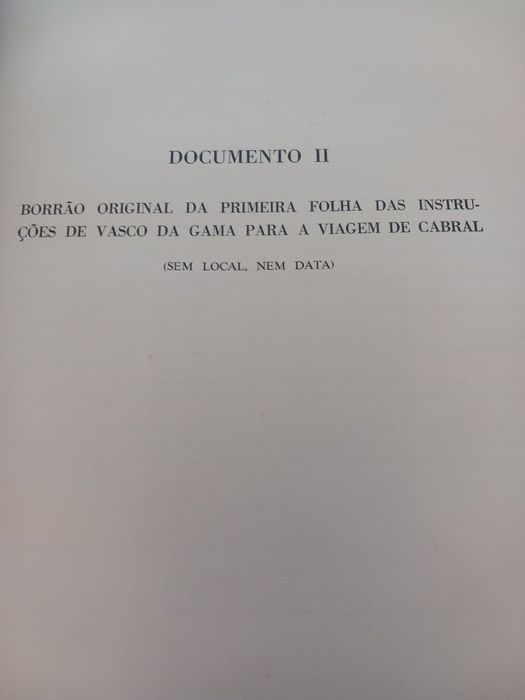 DOCUMENTO II
BORRÃO ORIGINAL DA PRIMEIRA FOLHA DAS INSTRU-
ÇÕES DE VASCO DA GAMA PARA A VIAGEM DE CABRAL
(SEM LOCAL, NEM DATA)